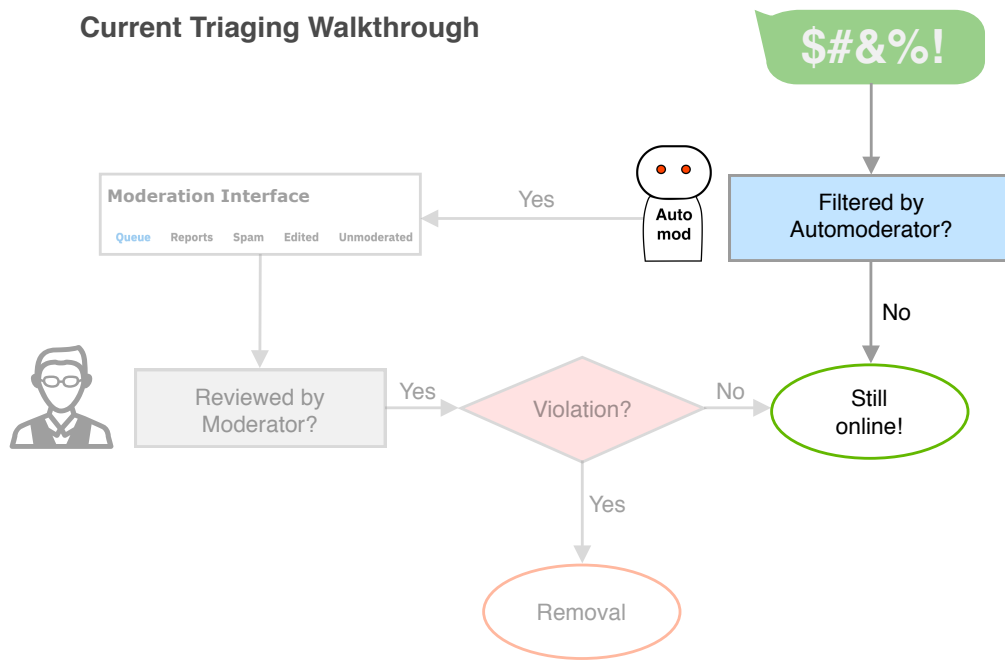 Current Triaging Walkthrough
$#&%!
Moderation Interface
Queue Reports Spam Edited Unmoderated
Yes
Auto
mod
Filtered by
Automoderator?
No
Reviewed by
Moderator?
Yes
Violation?
No
Still
online!
Yes
Removal